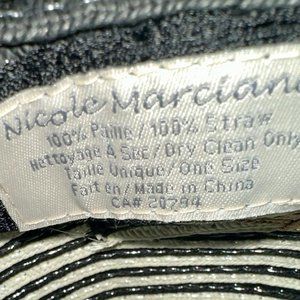 Nicole Marciano
100% Paille/100% Straw
Nettoyage A Sec/Dry Clean Only
Taille Unique/One Size
Fait en/Made in China
CA# 20794